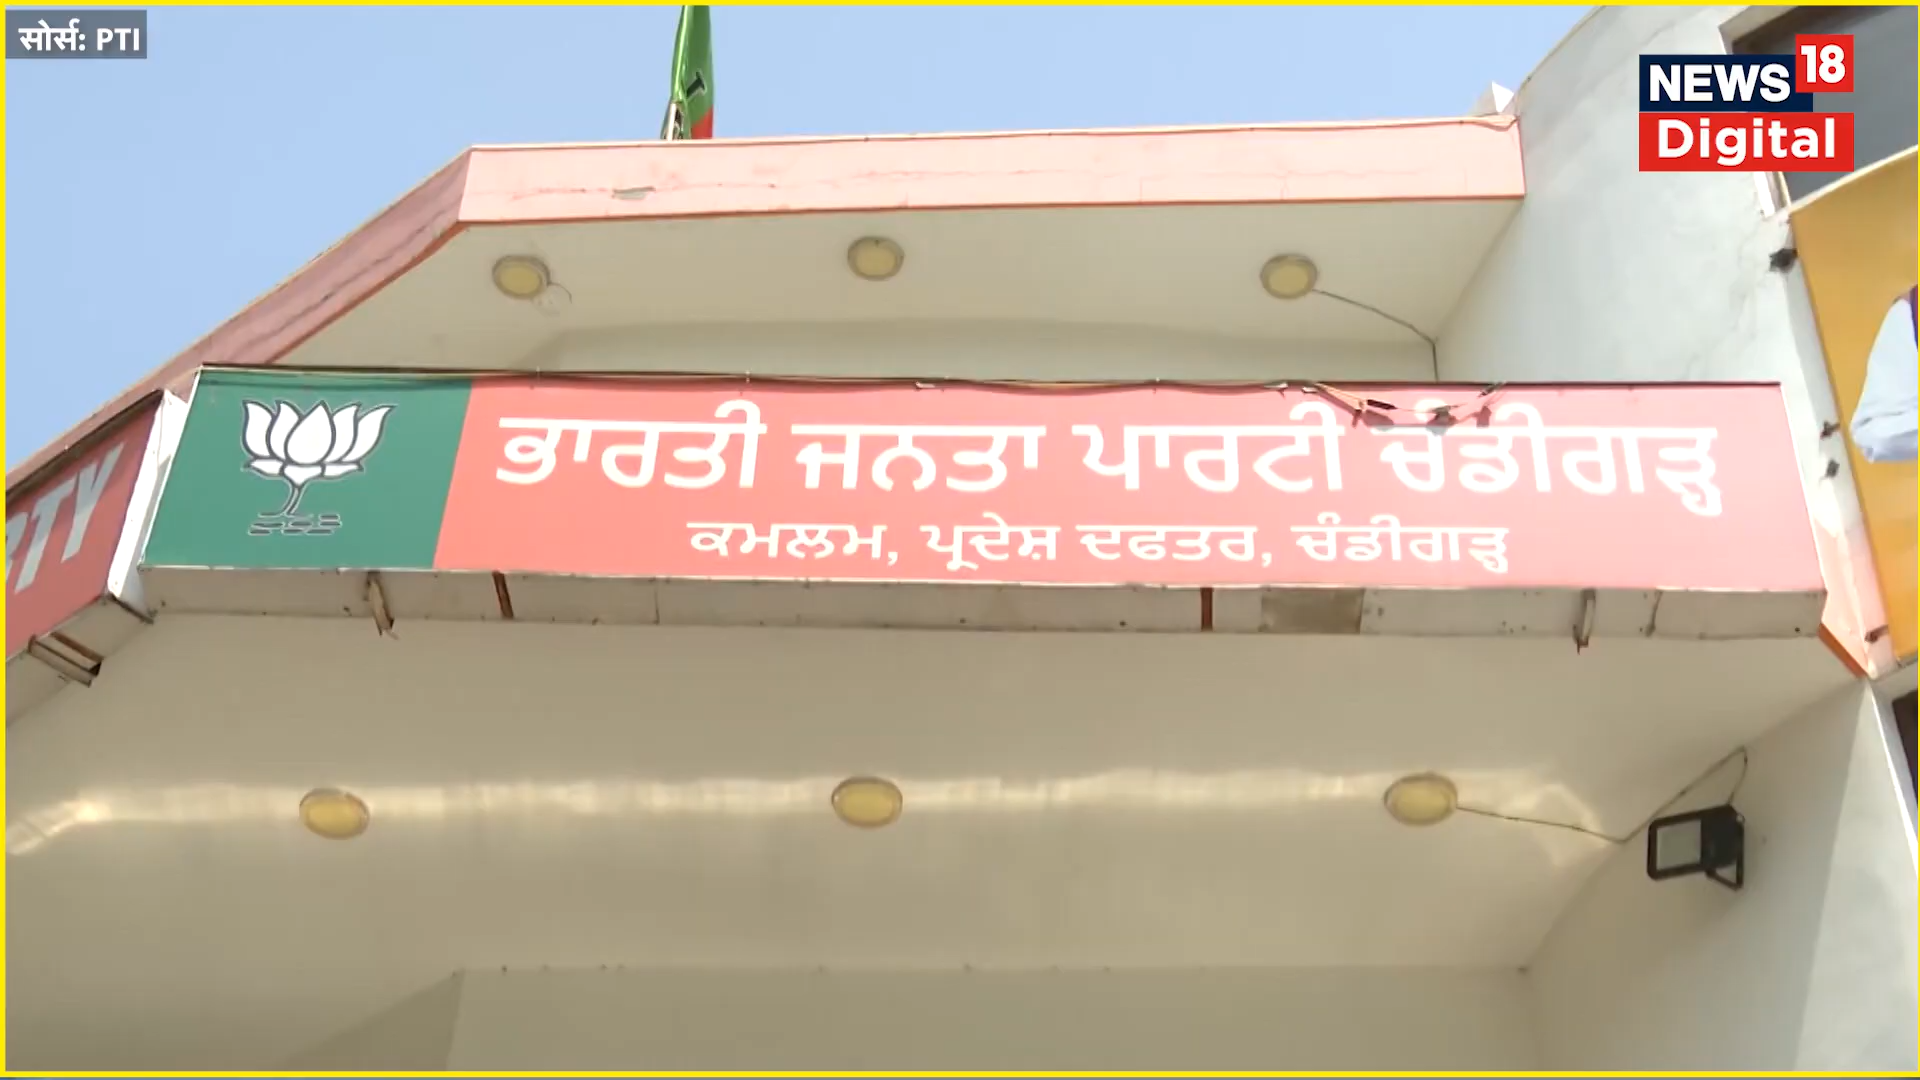 सोर्स: PTI
NEWS 18
Digital
ਭਾਰਤੀ ਜਨਤਾ ਪਾਰਟੀ ਚੰਡੀਗੜ੍ਹ
ਕਮਲਮ, ਪ੍ਰਦੇਸ਼ ਦਫਤਰ, ਚੰਡੀਗੜ੍ਹ